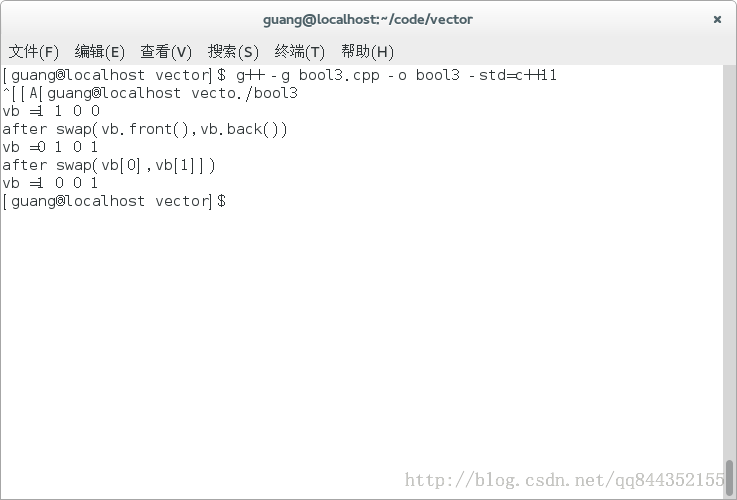 guang@localhost:~/code/vector
文件(F) 编辑(E) 查看(V) 搜索(S) 终端(T) 帮助(H)
[guang@localhost vector]$ g++ -g bool3.cpp -o bool3 -std=c++11
^[[A[guang@localhost vecto./bool3
vb =1 1 0 0
after swap(vb.front(),vb.back())
vb =0 1 0 1
after swap(vb[0],vb[1]])
vb =1 0 0 1
[guang@localhost vector]$
http://blog.csdn.net/qq844352155